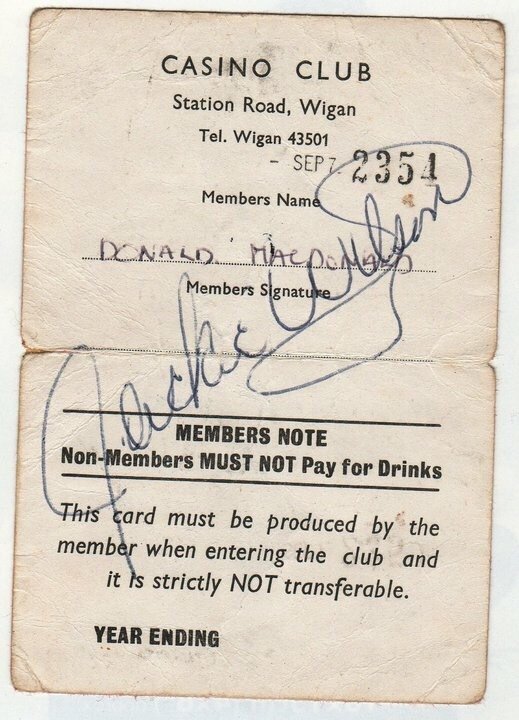 CASINO CLUB
Station Road, Wigan
Tel. Wigan 43501
- SEP 7 2354
Members Name
DONALD MACDONALD
Members Signature
Jackie Wilson
MEMBERS NOTE
Non-Members MUST NOT Pay for Drinks
This card must be produced by the
member when entering the club and
it is strictly NOT transferable.
YEAR ENDING